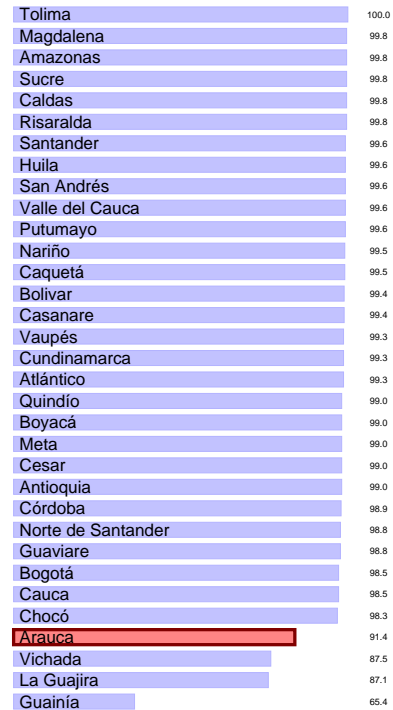 Tolima 100.0
Magdalena 99.8
Amazonas 99.8
Sucre 99.8
Caldas 99.8
Risaralda 99.8
Santander 99.6
Huila 99.6
San Andrés 99.6
Valle del Cauca 99.6
Putumayo 99.6
Nariño 99.5
Caquetá 99.5
Bolivar 99.4
Casanare 99.4
Vaupés 99.3
Cundinamarca 99.3
Atlántico 99.3
Quindío 99.0
Boyacá 99.0
Meta 99.0
Cesar 99.0
Antioquia 99.0
Córdoba 98.9
Norte de Santander 98.8
Guaviare 98.8
Bogotá 98.5
Cauca 98.5
Chocó 98.3
Arauca 91.4
Vichada 87.5
La Guajira 87.1
Guainía 65.4